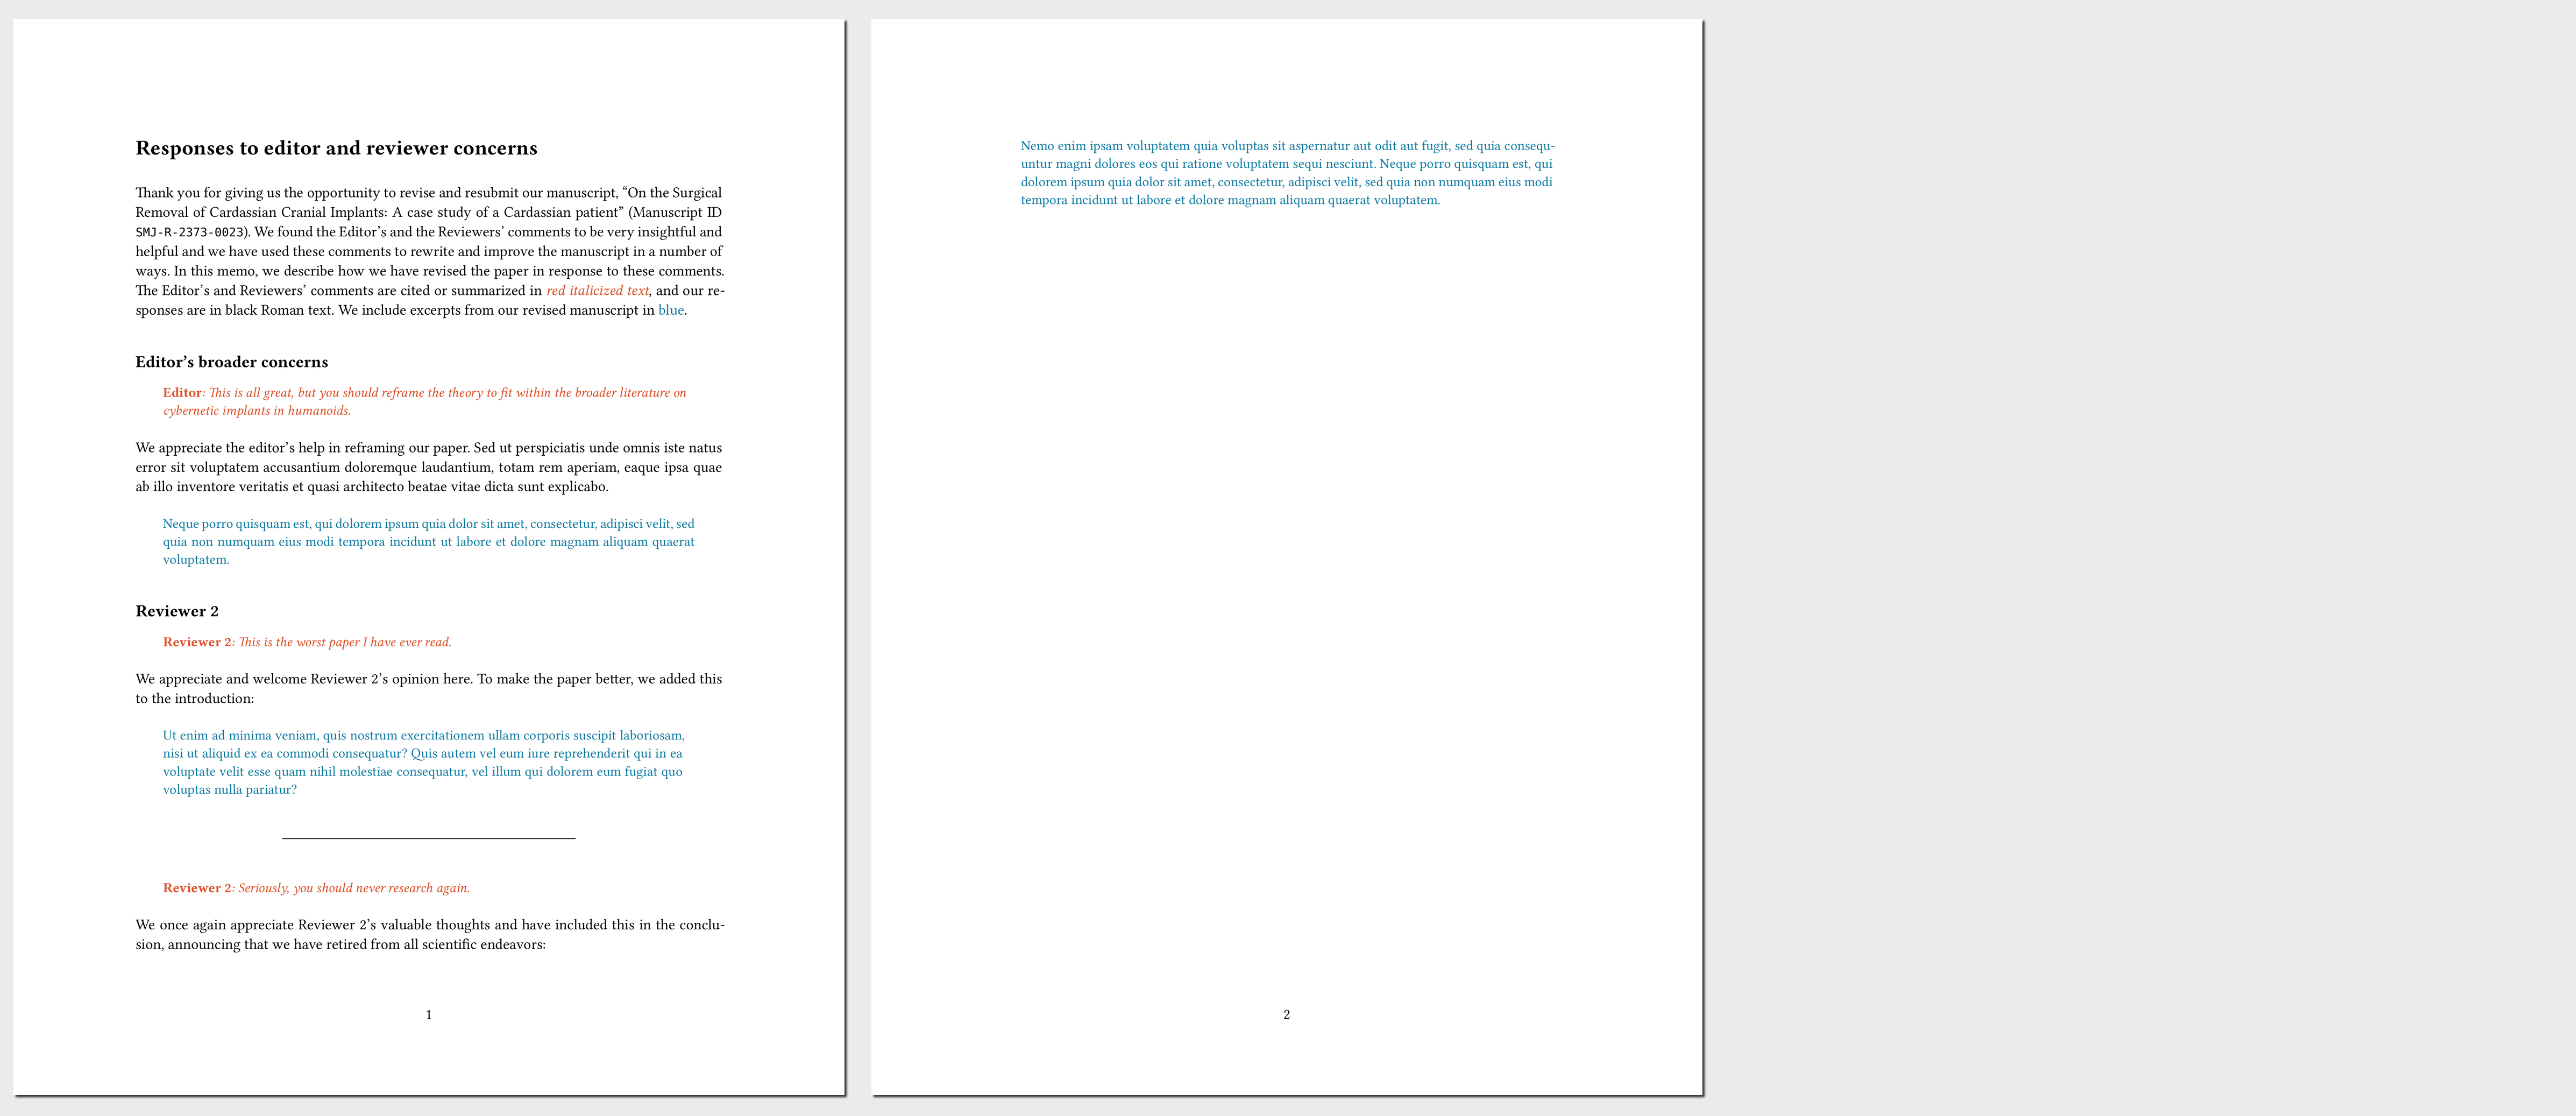 Responses to editor and reviewer concerns
Thank you for giving us the opportunity to revise and resubmit our manuscript, “On the Surgical
Removal of Cardassian Cranial Implants: A case study of a Cardassian patient” (Manuscript ID
SMJ-R-2373-0023). We found the Editor’s and the Reviewers’ comments to be very insightful and
helpful and we have used these comments to rewrite and improve the manuscript in a number of
ways. In this memo, we describe how we have revised the paper in response to these comments.
The Editor’s and Reviewers’ comments are cited or summarized in red italicized text, and our re-
sponses are in black Roman text. We include excerpts from our revised manuscript in blue.
Editor’s broader concerns
Editor: This is all great, but you should reframe the theory to fit within the broader literature on
cybernetic implants in humanoids.
We appreciate the editor’s help in reframing our paper. Sed ut perspiciatis unde omnis iste natus
error sit voluptatem accusantium doloremque laudantium, totam rem aperiam, eaque ipsa quae
ab illo inventore veritatis et quasi architecto beatae vitae dicta sunt explicabo.
Neque porro quisquam est, qui dolorem ipsum quia dolor sit amet, consectetur, adipisci velit, sed
quia non numquam eius modi tempora incidunt ut labore et dolore magnam aliquam quaerat
voluptatem.
Reviewer 2
Reviewer 2: This is the worst paper I have ever read.
We appreciate and welcome Reviewer 2’s opinion here. To make the paper better, we added this
to the introduction:
Ut enim ad minima veniam, quis nostrum exercitationem ullam corporis suscipit laboriosam,
nisi ut aliquid ex ea commodi consequatur? Quis autem vel eum iure reprehenderit qui in ea
voluptate velit esse quam nihil molestiae consequatur, vel illum qui dolorem eum fugiat quo
voluptas nulla pariatur?
Reviewer 2: Seriously, you should never research again.
We once again appreciate Reviewer 2’s valuable thoughts and have included this in the conclu-
sion, announcing that we have retired from all scientific endeavors:
1
Nemo enim ipsam voluptatem quia voluptas sit aspernatur aut odit aut fugit, sed quia consequ-
untur magni dolores eos qui ratione voluptatem sequi nesciunt. Neque porro quisquam est, qui
dolorem ipsum quia dolor sit amet, consectetur, adipisci velit, sed quia non numquam eius modi
tempora incidunt ut labore et dolore magnam aliquam quaerat voluptatem.
2